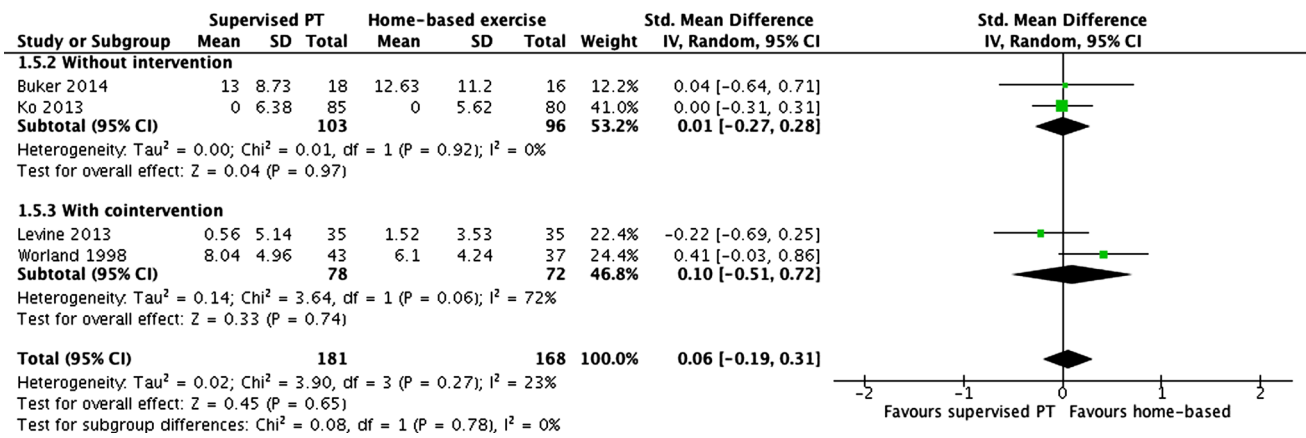 Supervised PT Home-based exercise Std. Mean Difference Std. Mean Difference
Study or Subgroup Mean SD Total Mean SD Total Weight IV, Random, 95% CI IV, Random, 95% CI
1.5.2 Without intervention
Buker 2014 13 8.73 18 12.63 11.2 16 12.2% 0.04 [-0.64, 0.71]
Ko 2013 0 6.38 85 0 5.62 80 41.0% 0.00 [-0.31, 0.31]
Subtotal (95% CI) 103 96 53.2% 0.01 [-0.27, 0.28]
Heterogeneity: Tau² = 0.00; Chi² = 0.01, df = 1 (P = 0.92); I² = 0%
Test for overall effect: Z = 0.04 (P = 0.97)
1.5.3 With cointervention
Levine 2013 0.56 5.14 35 1.52 3.53 35 22.4% -0.22 [-0.69, 0.25]
Worland 1998 8.04 4.96 43 6.1 4.24 37 24.4% 0.41 [-0.03, 0.86]
Subtotal (95% CI) 78 72 46.8% 0.10 [-0.51, 0.72]
Heterogeneity: Tau² = 0.14; Chi² = 3.64, df = 1 (P = 0.06); I² = 72%
Test for overall effect: Z = 0.33 (P = 0.74)
Total (95% CI) 181 168 100.0% 0.06 [-0.19, 0.31]
Heterogeneity: Tau² = 0.02; Chi² = 3.90, df = 3 (P = 0.27); I² = 23%
Test for overall effect: Z = 0.45 (P = 0.65)
Test for subgroup differences: Chi² = 0.08, df = 1 (P = 0.78), I² = 0%
-2 -1 0 1 2
Favours supervised PT Favours home-based